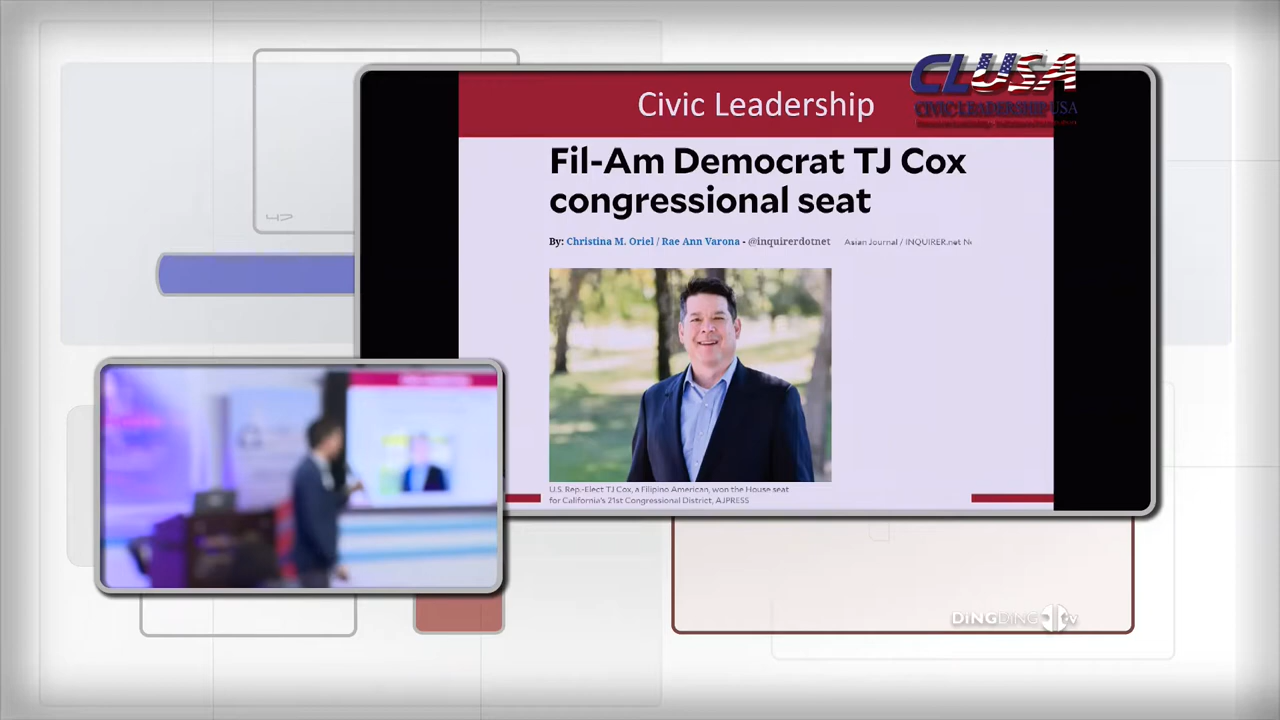 CLUSA
CIVIC LEADERSHIP USA
Civic Leadership
Fil-Am Democrat TJ Cox
congressional seat
By: Christina M. Oriel / Rae Ann Varona - @inquirerdotnet Asian Journal / INQUIRER.net
U.S. Rep.-Elect TJ Cox, a Filipino American, won the House seat
for California's 21st Congressional District, AJPRESS
DINGDING TV